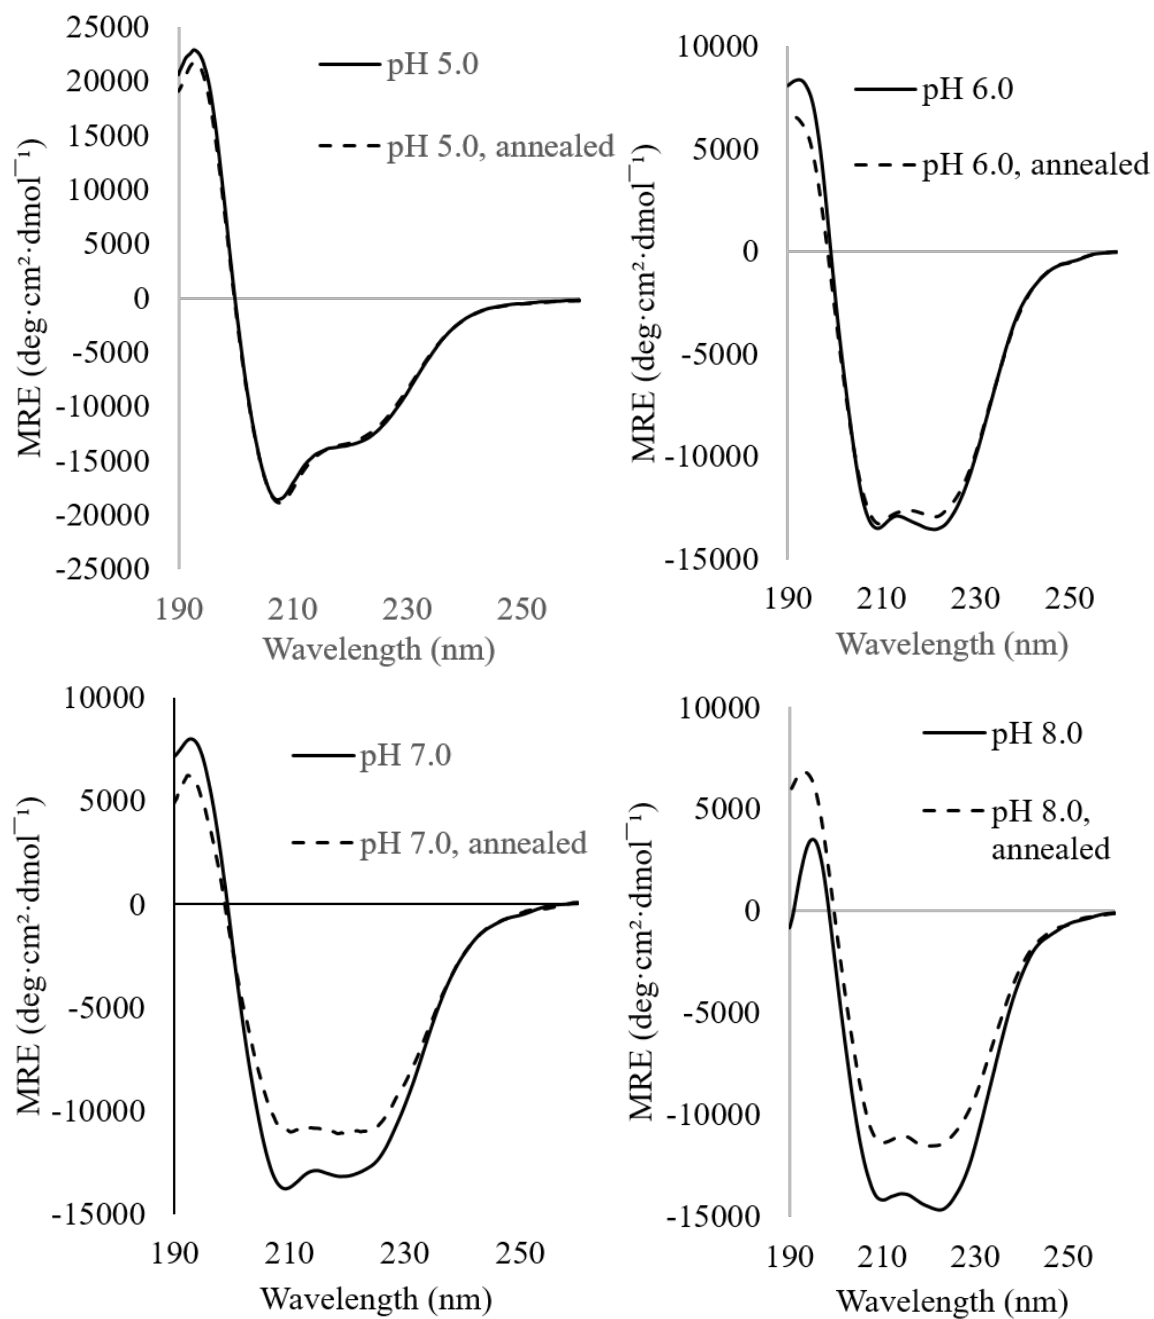 25000
20000
15000
10000
5000
0
-5000
-10000
-15000
-20000
-25000
MRE (deg·cm²·dmol¯¹)
pH 5.0
pH 5.0, annealed
190 210 230 250
Wavelength (nm)
10000
5000
0
-5000
-10000
-15000
MRE (deg·cm²·dmol¯¹)
pH 6.0
pH 6.0, annealed
190 210 230 250
Wavelength (nm)
10000
5000
0
-5000
-10000
-15000
MRE (deg·cm²·dmol¯¹)
pH 7.0
pH 7.0, annealed
190 210 230 250
Wavelength (nm)
10000
5000
0
-5000
-10000
-15000
MRE (deg·cm²·dmol¯¹)
pH 8.0
pH 8.0,
annealed
190 210 230 250
Wavelength (nm)